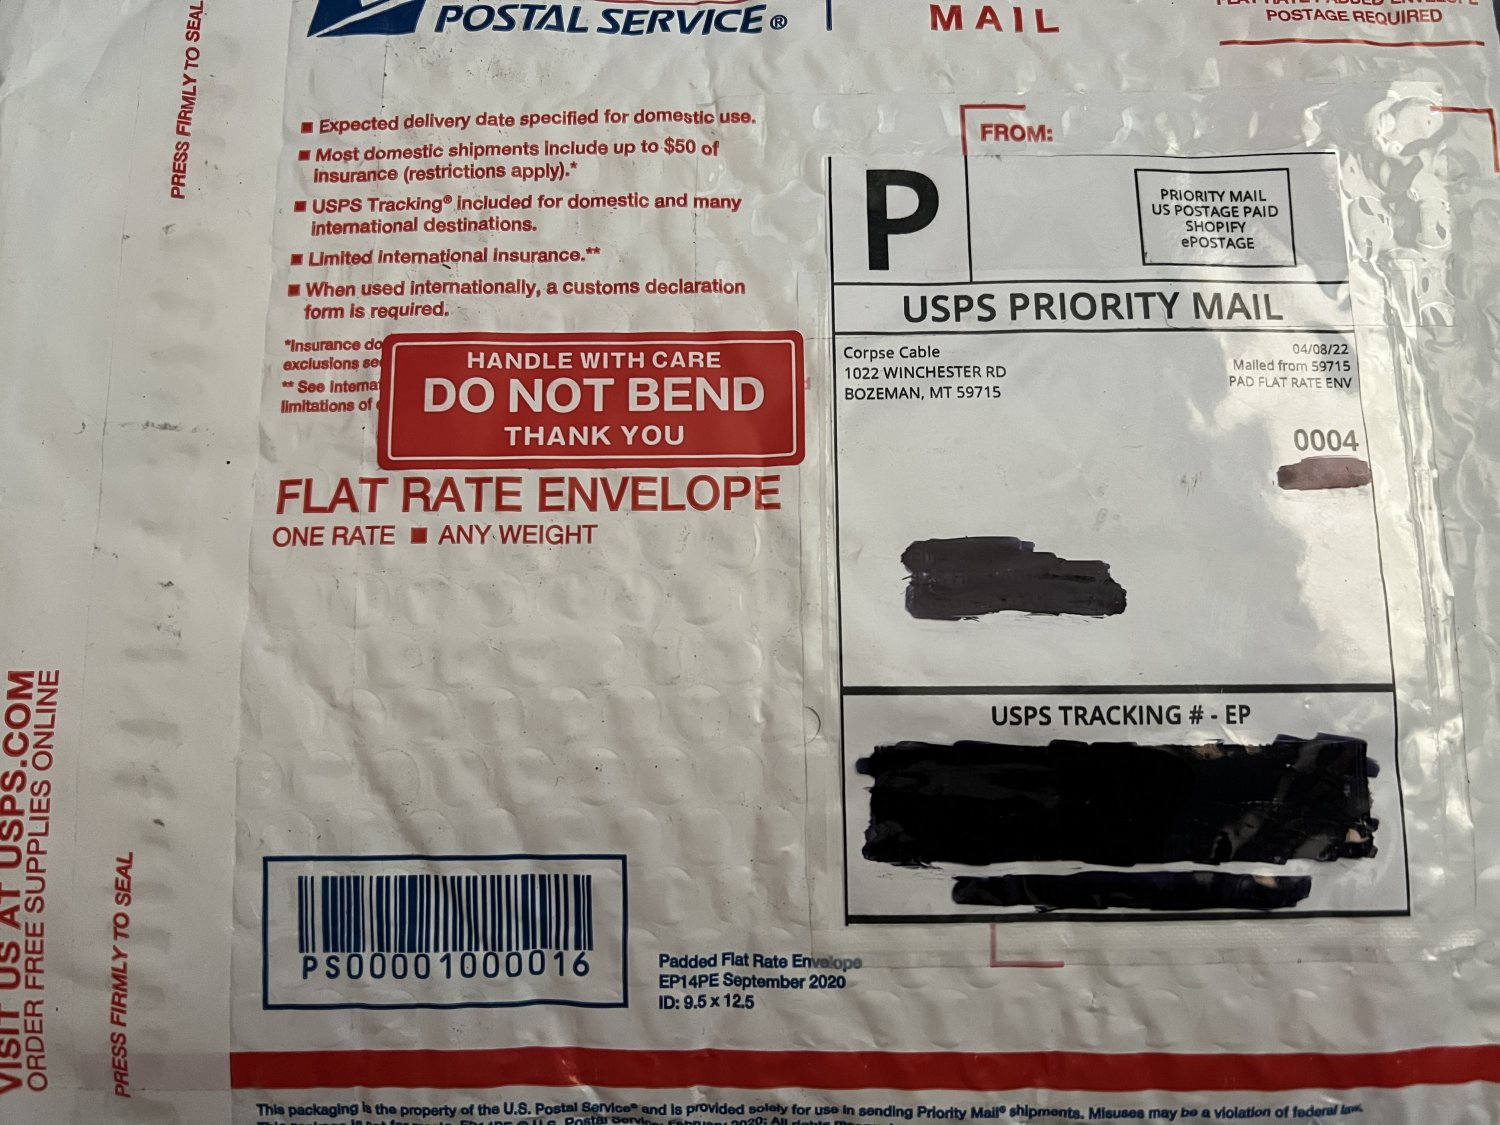 POSTAL SERVICE®
MAIL
FLAT RATE PADDED ENVELOPE
POSTAGE REQUIRED
PRESS FIRMLY TO SEAL
■ Expected delivery date specified for domestic use.
■ Most domestic shipments include up to $50 of
insurance (restrictions apply).*
■ USPS Tracking® included for domestic and many
international destinations.
■ Limited international insurance.**
■ When used internationally, a customs declaration
form is required.
*Insurance do
exclusions se
** See Interna
limitations of
HANDLE WITH CARE
DO NOT BEND
THANK YOU
FLAT RATE ENVELOPE
ONE RATE ■ ANY WEIGHT
FROM:
P
PRIORITY MAIL
US POSTAGE PAID
SHOPIFY
ePOSTAGE
USPS PRIORITY MAIL
Corpse Cable
1022 WINCHESTER RD
BOZEMAN, MT 59715
04/08/22
Mailed from 59715
PAD FLAT RATE ENV
0004
USPS TRACKING # - EP
PS00001000016
Padded Flat Rate Envelope
EP14PE September 2020
ID: 9.5 x 12.5
VISIT US AT USPS.COM
ORDER FREE SUPPLIES ONLINE
PRESS FIRMLY TO SEAL
This packaging is the property of the U.S. Postal Service® and is provided solely for use in sending Priority Mail® shipments. Misuses may be a violation of federal law.